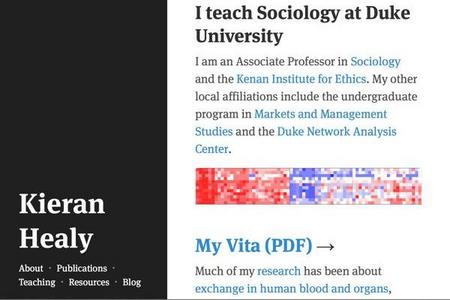 I teach Sociology at Duke
University
I am an Associate Professor in Sociology
and the Kenan Institute for Ethics. My other
local affiliations include the undergraduate
program in Markets and Management
Studies and the Duke Network Analysis
Center.
Kieran
Healy
About · Publications ·
Teaching · Resources · Blog
My Vita (PDF) →
Much of my research has been about
exchange in human blood and organs,